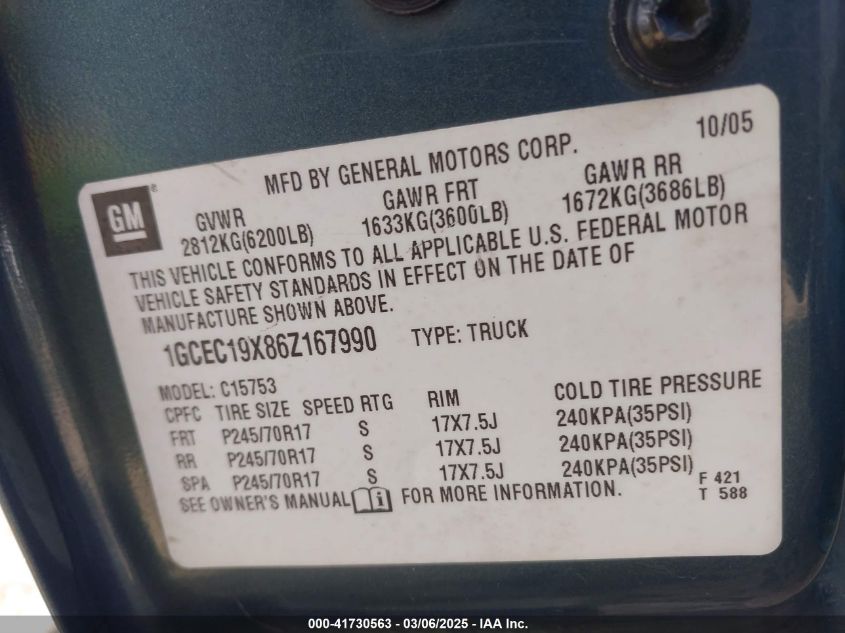 10/05
MFD BY GENERAL MOTORS CORP.
GM®
GVWR GAWR FRT GAWR RR
2812KG(6200LB) 1633KG(3600LB) 1672KG(3686LB)
THIS VEHICLE CONFORMS TO ALL APPLICABLE U.S. FEDERAL MOTOR
VEHICLE SAFETY STANDARDS IN EFFECT ON THE DATE OF
MANUFACTURE SHOWN ABOVE.
1GCEC19X86Z167990 TYPE: TRUCK
MODEL: C15753
CPFC TIRE SIZE SPEED RTG RIM COLD TIRE PRESSURE
FRT P245/70R17 S 17X7.5J 240KPA(35PSI)
RR P245/70R17 S 17X7.5J 240KPA(35PSI)
SPA P245/70R17 S 17X7.5J 240KPA(35PSI)
SEE OWNER'S MANUAL i FOR MORE INFORMATION.
F 421
T 588
000-41730563 — 03/06/2025 — IAA Inc.